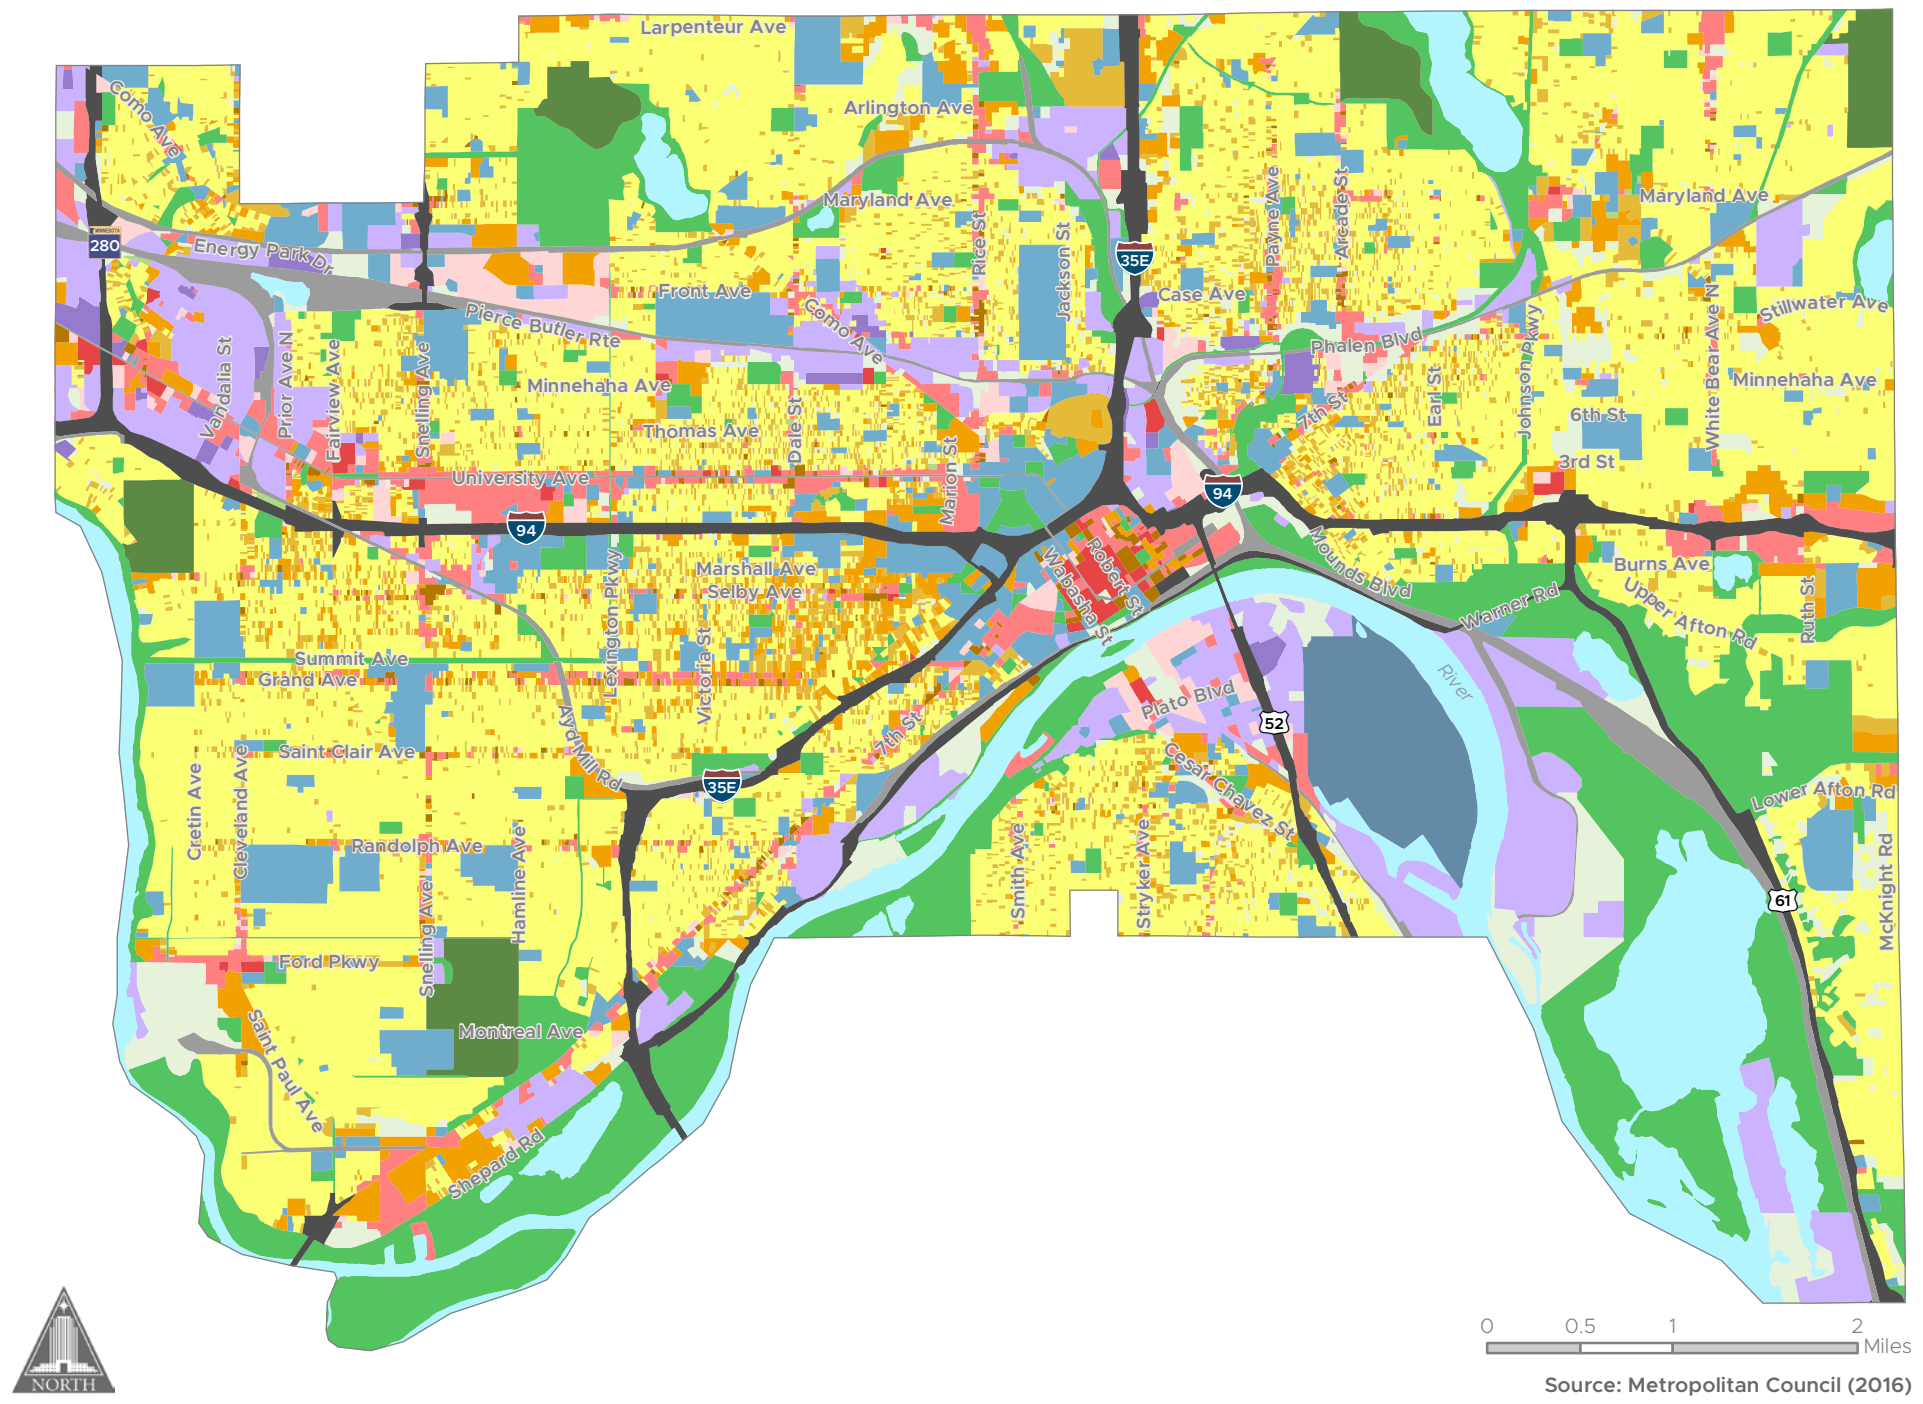 Larpenteur Ave
Como Ave
Arlington Ave
Maryland Ave
Maryland Ave
MINNESOTA
280
Energy Park Dr
Rice St
Jackson St
35E
Payne Ave
Arcade St
Front Ave
Case Ave
Pierce Butler Rte
Como Ave
Stillwater Ave
Phalen Blvd
Vandalia St
Prior Ave N
Fairview Ave
Snelling Ave
Minnehaha Ave
Minnehaha Ave
Earl St
Johnson Pkwy
White Bear Ave N
Thomas Ave
Dale St
7th St
6th St
Marion St
3rd St
University Ave
94
94
Robert St
Wabasha St
Mounds Blvd
Marshall Ave
Selby Ave
Lexington Pkwy
Victoria St
Burns Ave
Upper Afton Rd
Warner Rd
Ruth St
Summit Ave
Grand Ave
River
Plato Blvd
52
Ayd Mill Rd
7th St
Saint Clair Ave
Cesar Chavez St
35E
Cretin Ave
Cleveland Ave
Lower Afton Rd
Randolph Ave
Hamline Ave
Snelling Ave
Smith Ave
Stryker Ave
McKnight Rd
61
Ford Pkwy
Saint Paul Ave
Montreal Ave
Shepard Rd
NORTH
0 0.5 1 2
Miles
Source: Metropolitan Council (2016)